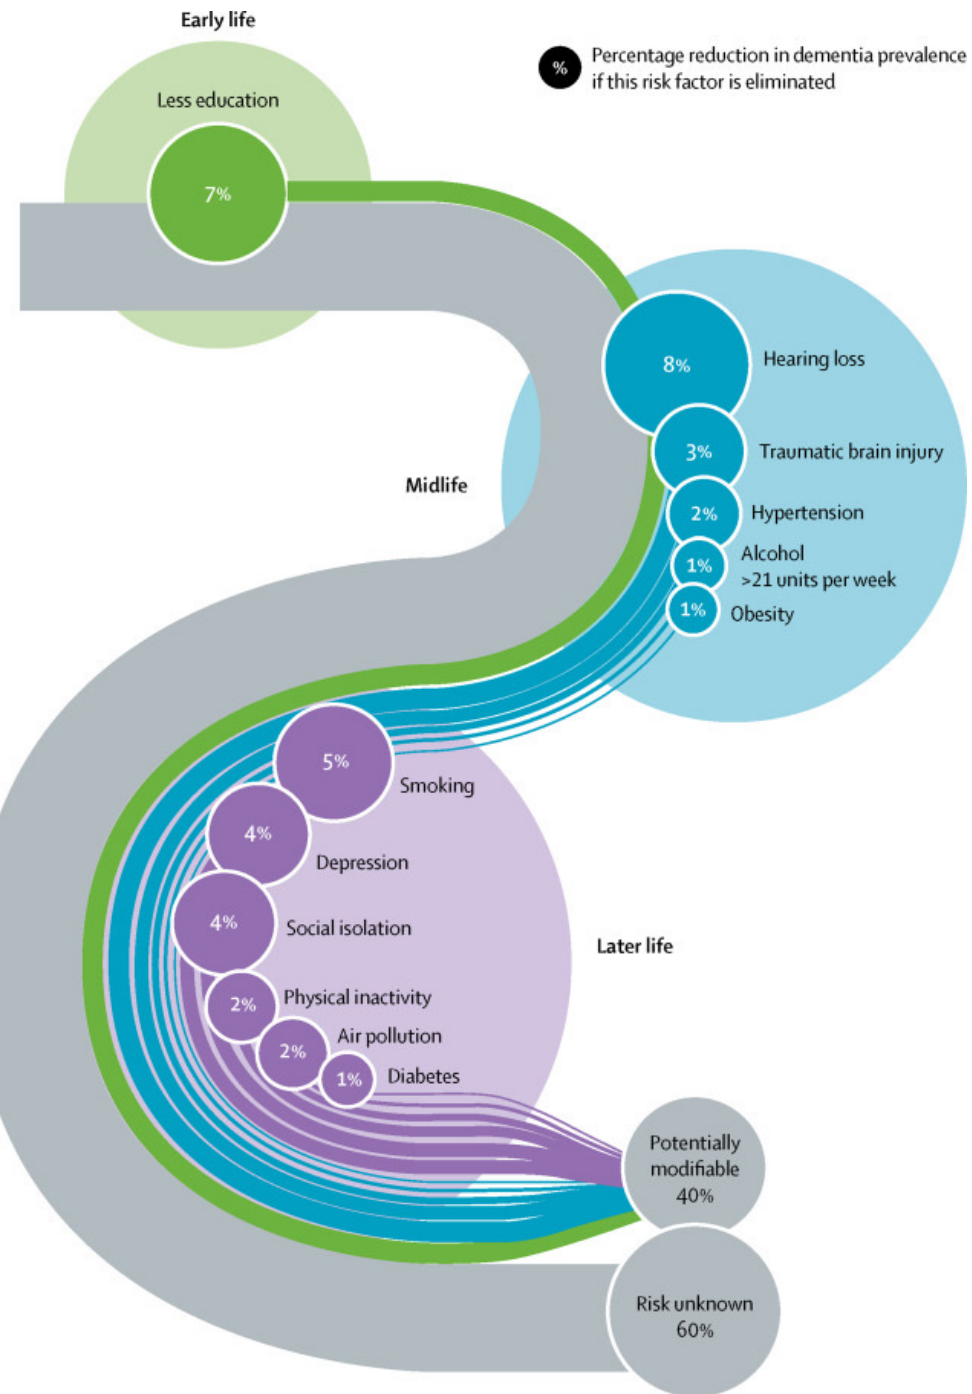 Early life
%
Percentage reduction in dementia prevalence
if this risk factor is eliminated
Less education
7%
8%
Hearing loss
3%
Traumatic brain injury
Midlife
2%
Hypertension
1%
Alcohol
>21 units per week
1%
Obesity
5%
Smoking
4%
Depression
4%
Social isolation
Later life
2%
Physical inactivity
2%
Air pollution
1%
Diabetes
Potentially
modifiable
40%
Risk unknown
60%